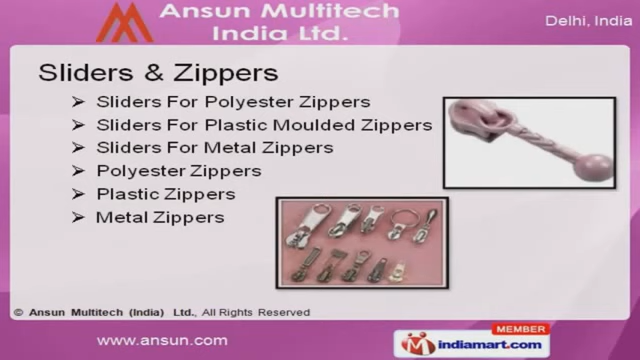 Ansun Multitech
India Ltd.
Delhi, India
Sliders & Zippers
➢ Sliders For Polyester Zippers
➢ Sliders For Plastic Moulded Zippers
➢ Sliders For Metal Zippers
➢ Polyester Zippers
➢ Plastic Zippers
➢ Metal Zippers
© Ansun Multitech (India) Ltd., All Rights Reserved
www.ansun.com
MEMBER
indiamart.com